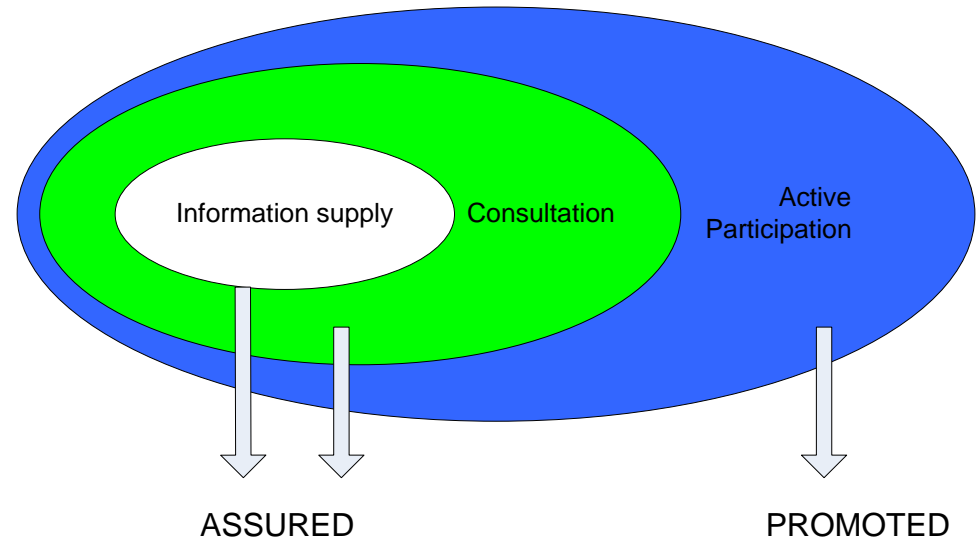 Information supply
Consultation
Active
Participation
ASSURED
PROMOTED